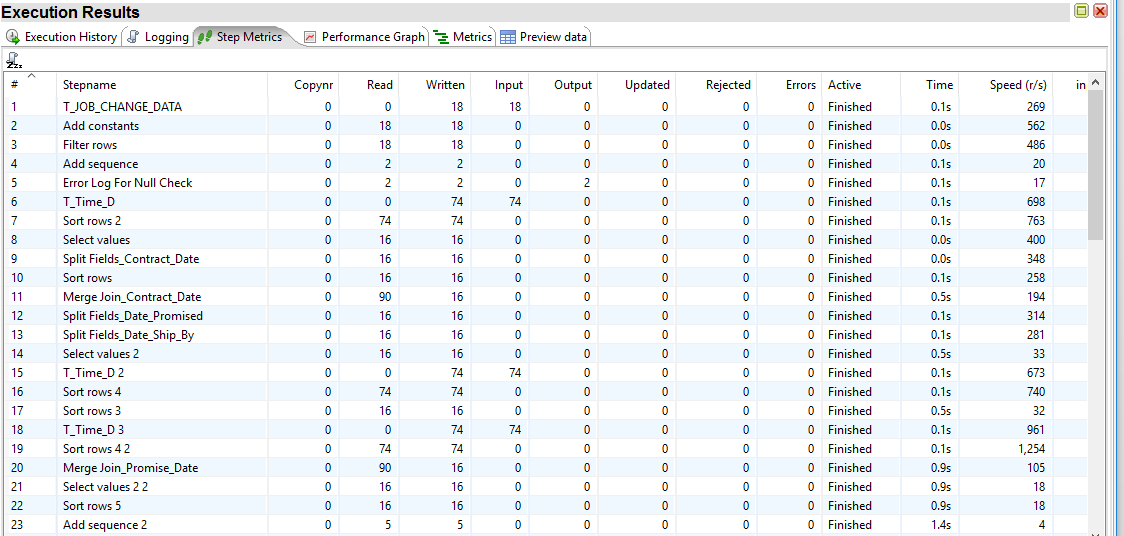 Execution Results
Execution History Logging Step Metrics Performance Graph Metrics Preview data
# Stepname Copynr Read Written Input Output Updated Rejected Errors Active Time Speed (r/s) in
1 T_JOB_CHANGE_DATA 0 0 18 18 0 0 0 0 Finished 0.1s 269
2 Add constants 0 18 18 0 0 0 0 0 Finished 0.0s 562
3 Filter rows 0 18 18 0 0 0 0 0 Finished 0.0s 486
4 Add sequence 0 2 2 0 0 0 0 0 Finished 0.1s 20
5 Error Log For Null Check 0 2 2 0 2 0 0 0 Finished 0.1s 17
6 T_Time_D 0 0 74 74 0 0 0 0 Finished 0.1s 698
7 Sort rows 2 0 74 74 0 0 0 0 0 Finished 0.1s 763
8 Select values 0 16 16 0 0 0 0 0 Finished 0.0s 400
9 Split Fields_Contract_Date 0 16 16 0 0 0 0 0 Finished 0.0s 348
10 Sort rows 0 16 16 0 0 0 0 0 Finished 0.1s 258
11 Merge Join_Contract_Date 0 90 16 0 0 0 0 0 Finished 0.5s 194
12 Split Fields_Date_Promised 0 16 16 0 0 0 0 0 Finished 0.1s 314
13 Split Fields_Date_Ship_By 0 16 16 0 0 0 0 0 Finished 0.1s 281
14 Select values 2 0 16 16 0 0 0 0 0 Finished 0.5s 33
15 T_Time_D 2 0 0 74 74 0 0 0 0 Finished 0.1s 673
16 Sort rows 4 0 74 74 0 0 0 0 0 Finished 0.1s 740
17 Sort rows 3 0 16 16 0 0 0 0 0 Finished 0.5s 32
18 T_Time_D 3 0 0 74 74 0 0 0 0 Finished 0.1s 961
19 Sort rows 4 2 0 74 74 0 0 0 0 0 Finished 0.1s 1,254
20 Merge Join_Promise_Date 0 90 16 0 0 0 0 0 Finished 0.9s 105
21 Select values 2 2 0 16 16 0 0 0 0 0 Finished 0.9s 18
22 Sort rows 5 0 16 16 0 0 0 0 0 Finished 0.9s 18
23 Add sequence 2 0 5 5 0 0 0 0 0 Finished 1.4s 4